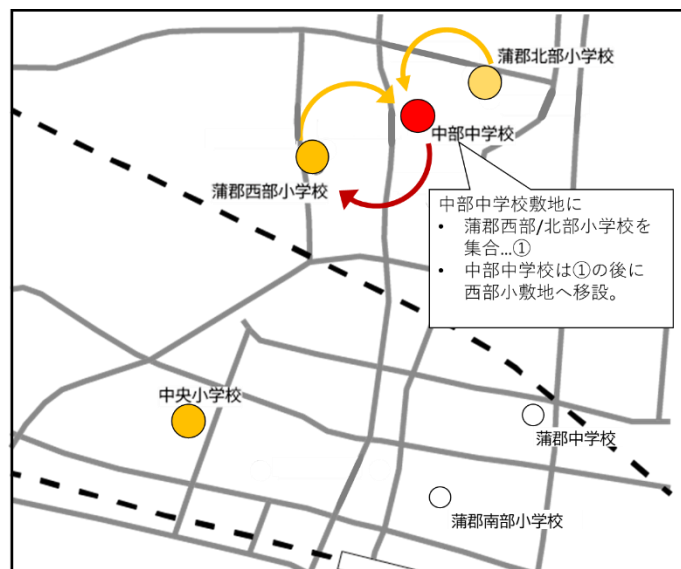 蒲郡北部小学校
中部中学校
蒲郡西部小学校
中部中学校敷地に
• 蒲郡西部/北部小学校を
集合…①
• 中部中学校は①の後に
西部小敷地へ移設。
中央小学校
蒲郡中学校
蒲郡南部小学校